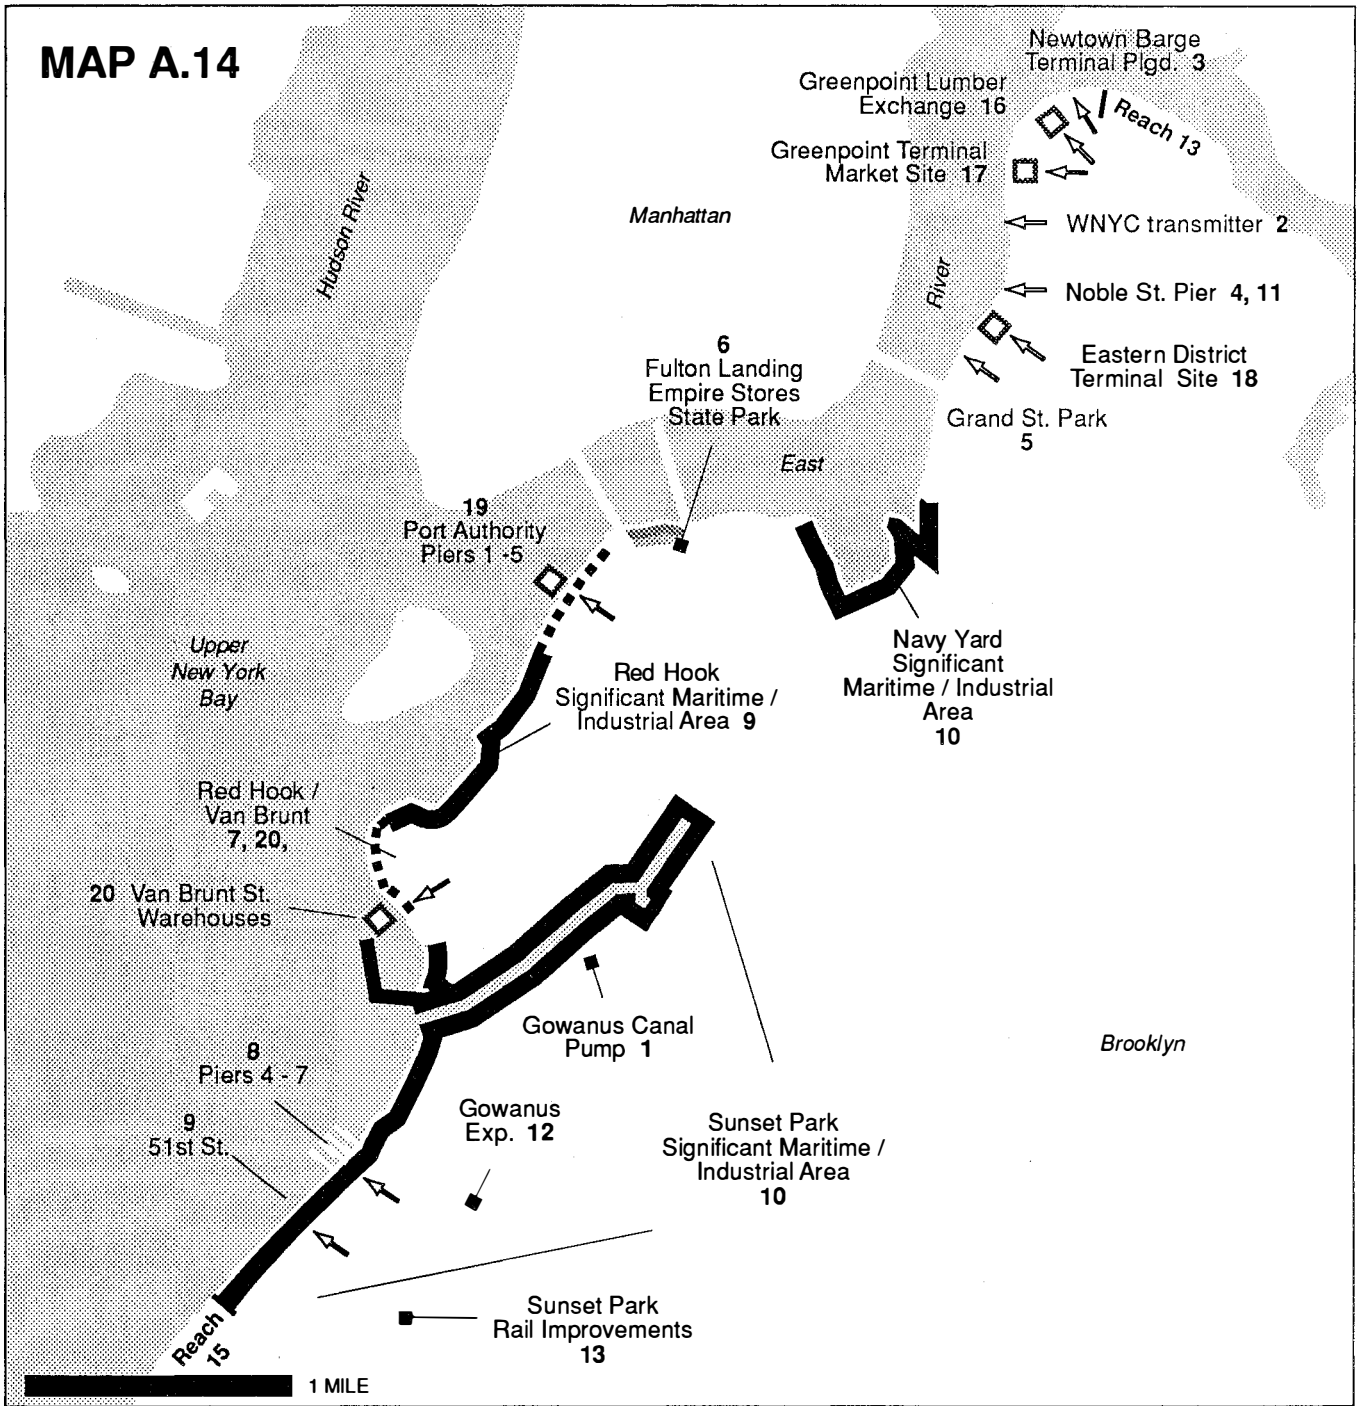 MAP A.14
Newtown Barge
Terminal Plgd. 3
Greenpoint Lumber
Exchange 16
Reach 13
Greenpoint Terminal
Market Site 17
Hudson River
Manhattan
WNYC transmitter 2
River
Noble St. Pier 4, 11
6
Fulton Landing
Empire Stores
State Park
Eastern District
Terminal Site 18
Grand St. Park
5
East
19
Port Authority
Piers 1 -5
Upper
New York
Bay
Navy Yard
Significant
Maritime / Industrial
Area
10
Red Hook
Significant Maritime /
Industrial Area 9
Red Hook /
Van Brunt
7, 20,
20 Van Brunt St.
Warehouses
Gowanus Canal
Pump 1
Brooklyn
8
Piers 4 - 7
9
51st St.
Gowanus
Exp. 12
Sunset Park
Significant Maritime /
Industrial Area
10
Sunset Park
Rail Improvements
13
Reach
15
1 MILE